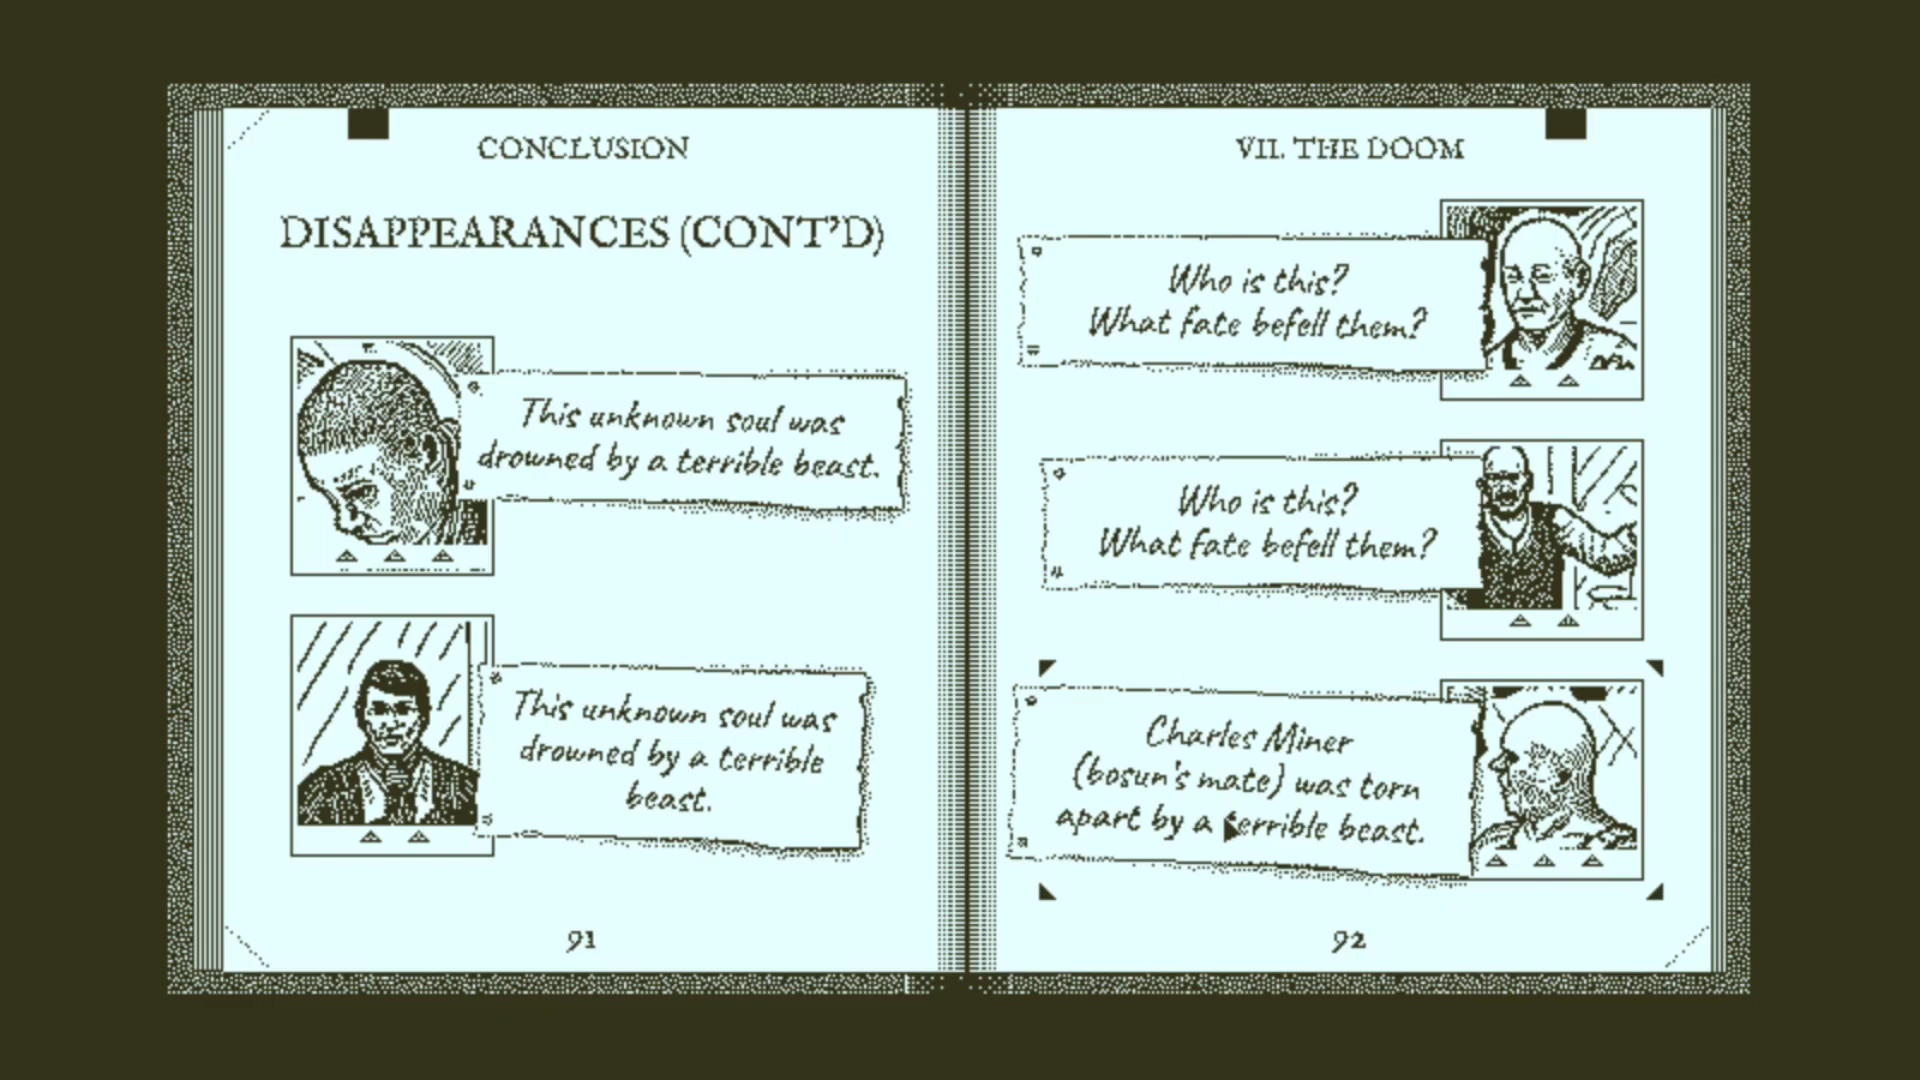 CONCLUSION
DISAPPEARANCES (CONT'D)
This unknown soul was
drowned by a terrible beast.
This unknown soul was
drowned by a terrible
beast.
91
VII. THE DOOM
Who is this?
What fate befell them?
Who is this?
What fate befell them?
Charles Miner
(bosun's mate) was torn
apart by a terrible beast.
92